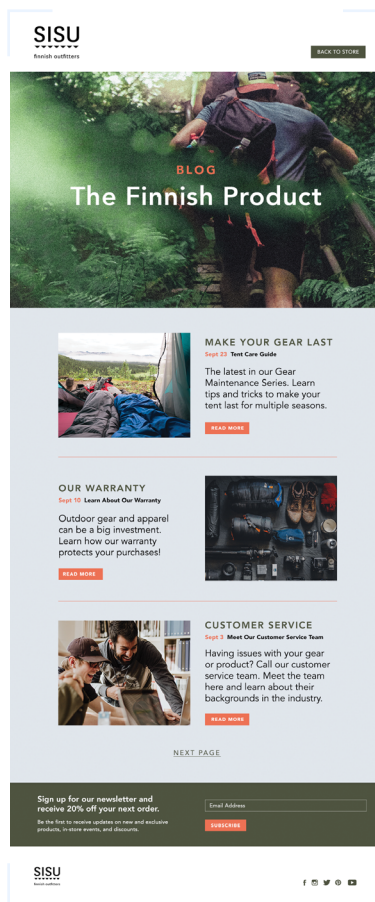 SISU
finnish outfitters
BACK TO STORE
BLOG
The Finnish Product
MAKE YOUR GEAR LAST
Sept 23 Tent Care Guide
The latest in our Gear
Maintenance Series. Learn
tips and tricks to make your
tent last for multiple seasons.
READ MORE
OUR WARRANTY
Sept 10 Learn About Our Warranty
Outdoor gear and apparel
can be a big investment.
Learn how our warranty
protects your purchases!
READ MORE
CUSTOMER SERVICE
Sept 3 Meet Our Customer Service Team
Having issues with your gear
or product? Call our customer
service team. Meet the team
here and learn about their
backgrounds in the industry.
READ MORE
NEXT PAGE
Sign up for our newsletter and
receive 20% off your next order.
Be the first to receive updates on new and exclusive
products, in-store events, and discounts.
Email Address
SUBSCRIBE
SISU
finnish outfitters